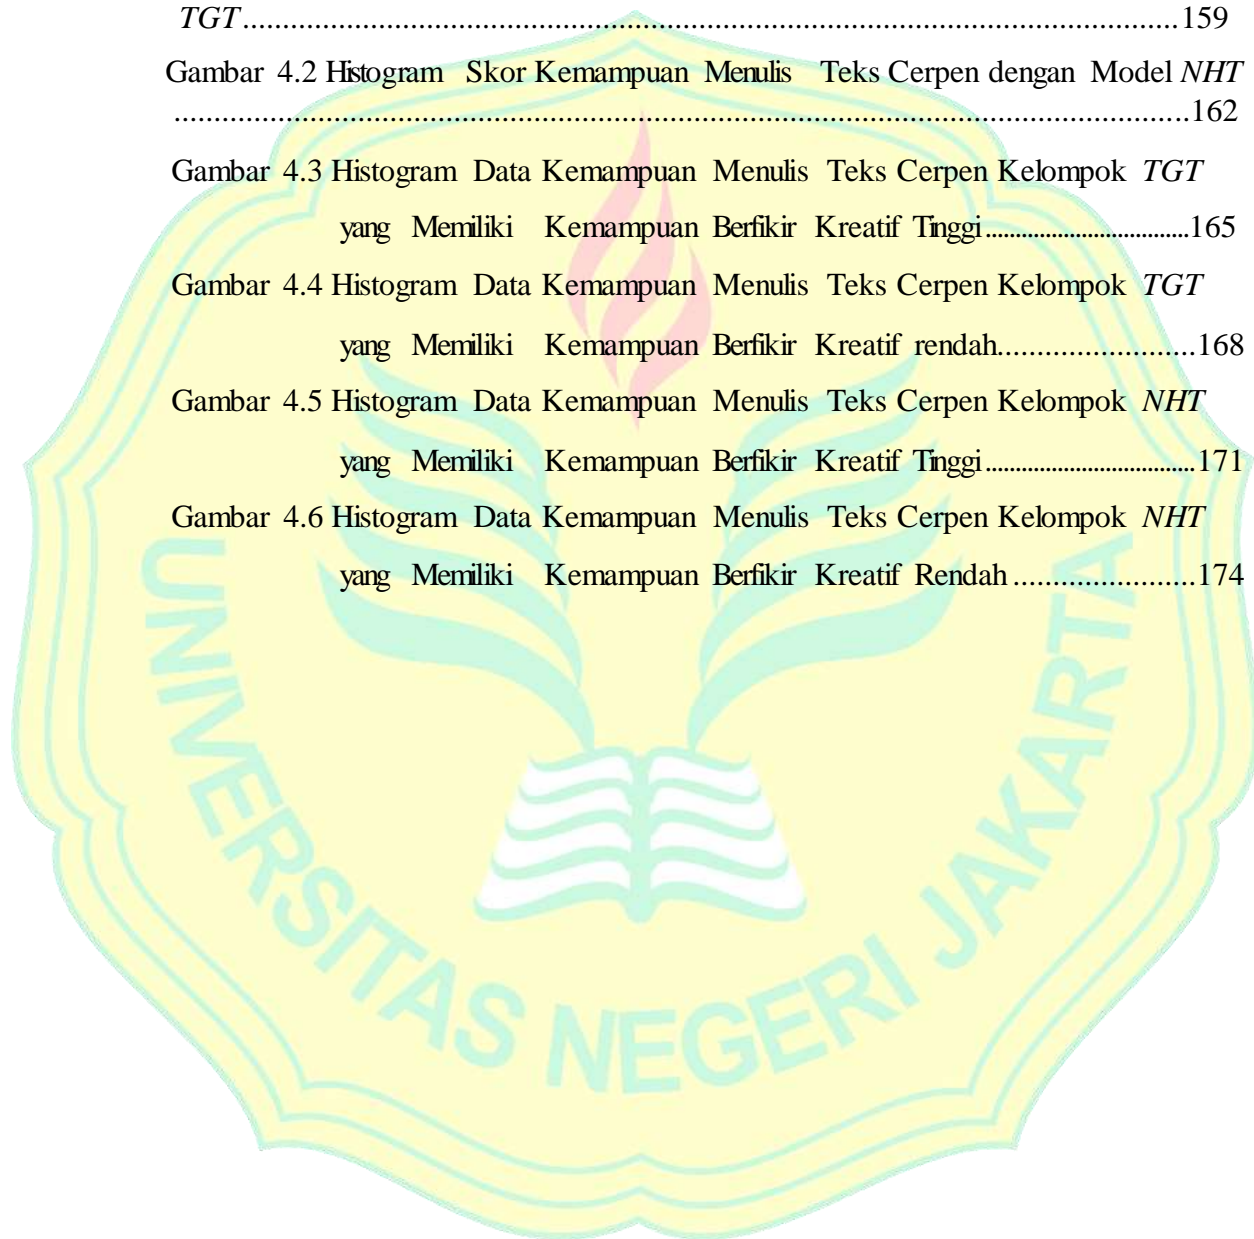 TGT......................................................................................................................159
Gambar 4.2 Histogram Skor Kemampuan Menulis Teks Cerpen dengan Model NHT
................................................................................................................................162
Gambar 4.3 Histogram Data Kemampuan Menulis Teks Cerpen Kelompok TGT
yang Memiliki Kemampuan Berfikir Kreatif Tinggi..................................165
Gambar 4.4 Histogram Data Kemampuan Menulis Teks Cerpen Kelompok TGT
yang Memiliki Kemampuan Berfikir Kreatif rendah.........................168
Gambar 4.5 Histogram Data Kemampuan Menulis Teks Cerpen Kelompok NHT
yang Memiliki Kemampuan Berfikir Kreatif Tinggi...................................171
Gambar 4.6 Histogram Data Kemampuan Menulis Teks Cerpen Kelompok NHT
yang Memiliki Kemampuan Berfikir Kreatif Rendah.......................174
UNIVERSITAS NEGERI JAKARTA